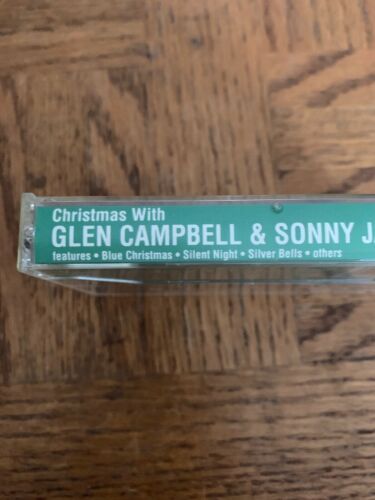 Christmas With
GLEN CAMPBELL & SONNY
features • Blue Christmas • Silent Night • Silver Bells • others